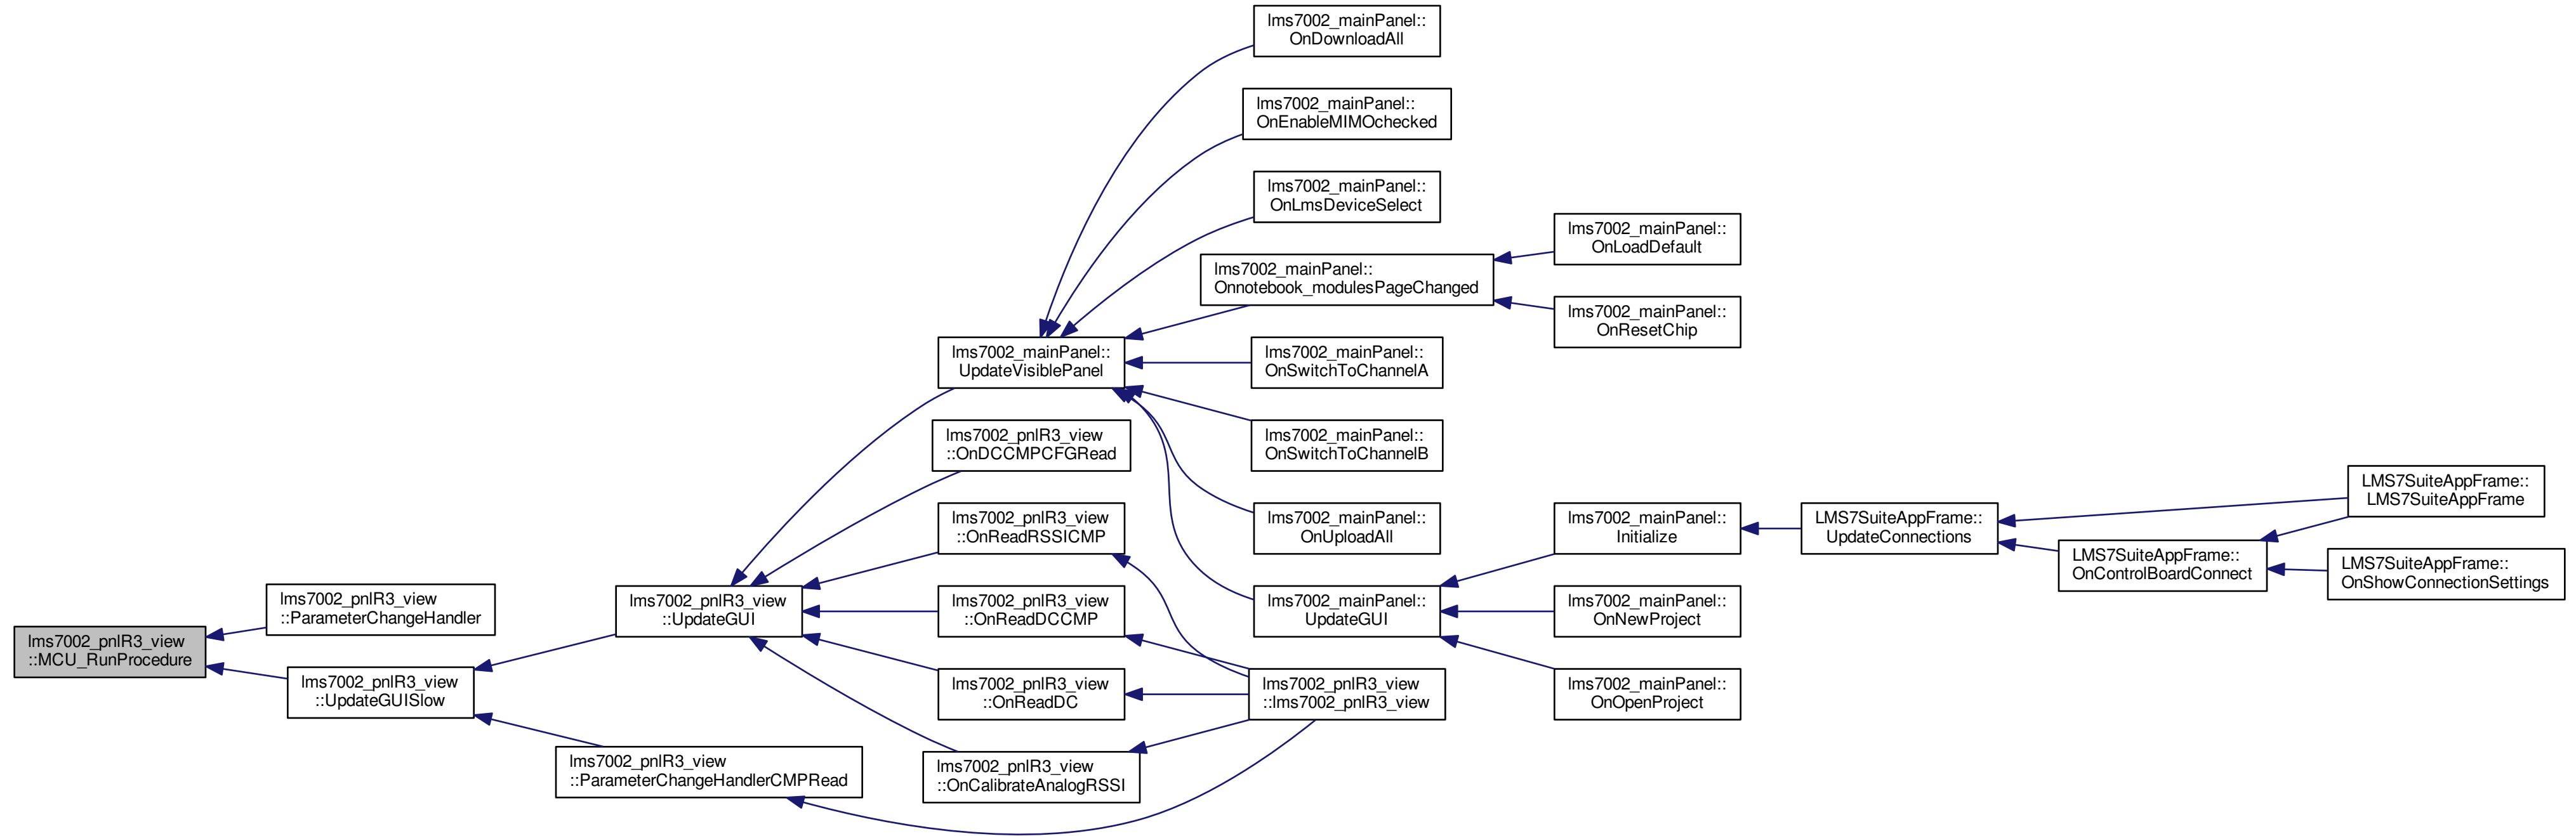 lms7002_mainPanel::
OnDownloadAll
lms7002_mainPanel::
OnEnableMIMOchecked
lms7002_mainPanel::
OnLmsDeviceSelect
lms7002_mainPanel::
OnLoadDefault
lms7002_mainPanel::
Onnotebook_modulesPageChanged
lms7002_mainPanel::
OnResetChip
lms7002_mainPanel::
UpdateVisiblePanel
lms7002_mainPanel::
OnSwitchToChannelA
lms7002_pnlR3_view
::OnDCCMPCFGRead
lms7002_mainPanel::
OnSwitchToChannelB
LMS7SuiteAppFrame::
LMS7SuiteAppFrame
lms7002_pnlR3_view
::OnReadRSSICMP
lms7002_mainPanel::
OnUploadAll
lms7002_mainPanel::
Initialize
LMS7SuiteAppFrame::
UpdateConnections
LMS7SuiteAppFrame::
OnControlBoardConnect
LMS7SuiteAppFrame::
OnShowConnectionSettings
lms7002_pnlR3_view
::ParameterChangeHandler
lms7002_pnlR3_view
::UpdateGUI
lms7002_pnlR3_view
::OnReadDCCMP
lms7002_mainPanel::
UpdateGUI
lms7002_mainPanel::
OnNewProject
lms7002_pnlR3_view
::MCU_RunProcedure
lms7002_pnlR3_view
::UpdateGUISlow
lms7002_pnlR3_view
::OnReadDC
lms7002_pnlR3_view
::lms7002_pnlR3_view
lms7002_mainPanel::
OnOpenProject
lms7002_pnlR3_view
::ParameterChangeHandlerCMPRead
lms7002_pnlR3_view
::OnCalibrateAnalogRSSI